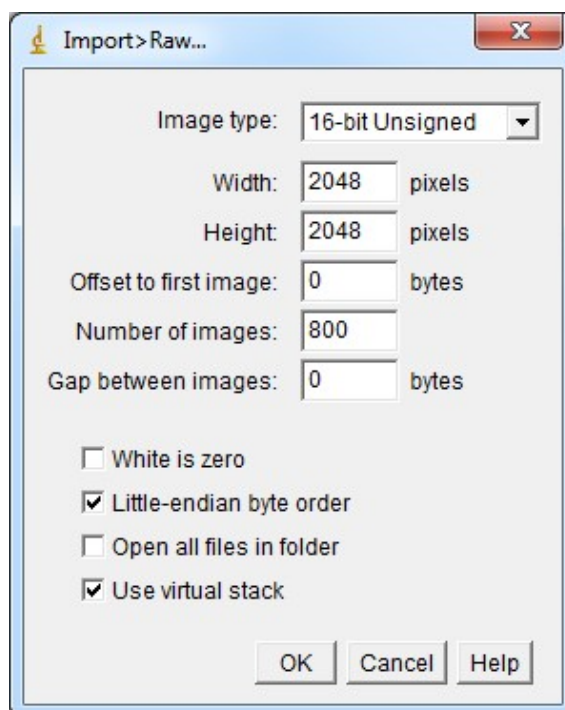 Import>Raw...
Image type: 16-bit Unsigned
Width: 2048 pixels
Height: 2048 pixels
Offset to first image: 0 bytes
Number of images: 800
Gap between images: 0 bytes
White is zero
Little-endian byte order
Open all files in folder
Use virtual stack
OK Cancel Help